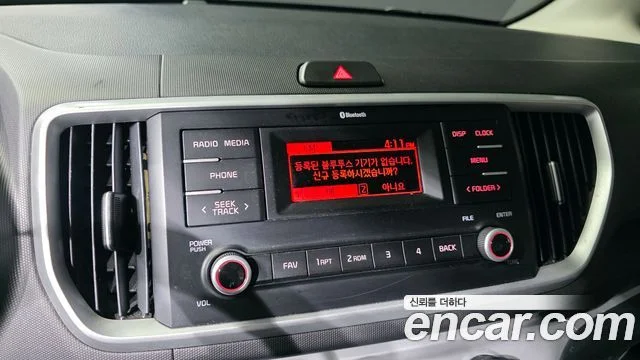 Bluetooth
RADIO MEDIA
PHONE
SEEK
TRACK
4:11 PM
등록된 블루투스 기기가 없습니다.
신규 등록하시겠습니까?
2 아니요
DISP CLOCK
MENU
FOLDER
POWER
PUSH
VOL
FAV
1 RPT
2 RDM
3
4
BACK
FILE
ENTER
신뢰를 더하다
encar.com